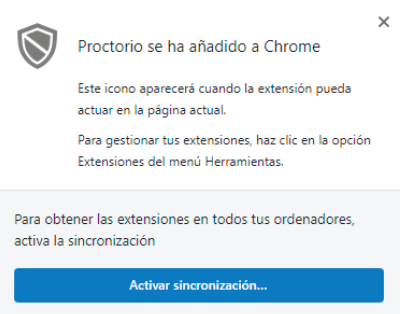 Proctorio se ha añadido a Chrome
Este icono aparecerá cuando la extensión pueda
actuar en la página actual.
Para gestionar tus extensiones, haz clic en la opción
Extensiones del menú Herramientas.
Para obtener las extensiones en todos tus ordenadores,
activa la sincronización
Activar sincronización...